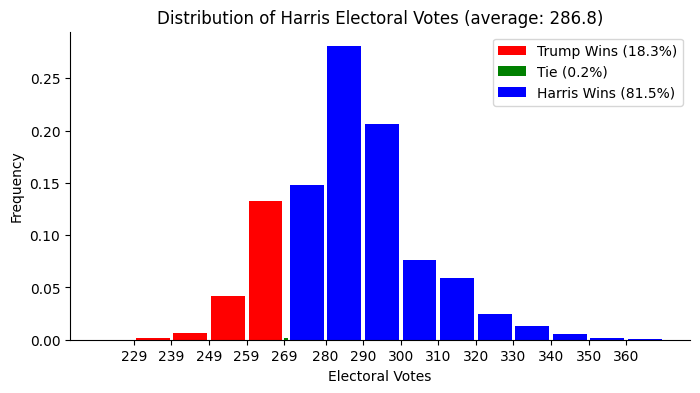 Distribution of Harris Electoral Votes (average: 286.8)
Trump Wins (18.3%)
Tie (0.2%)
Harris Wins (81.5%)
Frequency
0.25
0.20
0.15
0.10
0.05
0.00
229 239 249 259 269 280 290 300 310 320 330 340 350 360
Electoral Votes